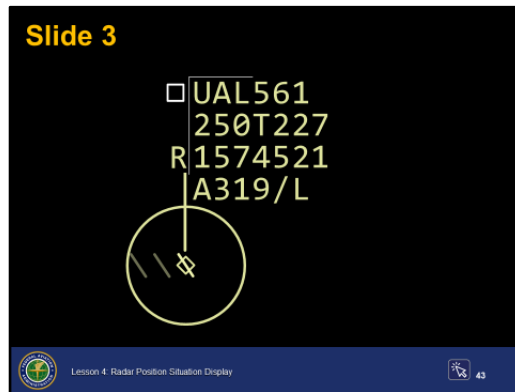 Slide 3
UAL561
250T227
R1574521
A319/L
Lesson 4: Radar Position Situation Display
43